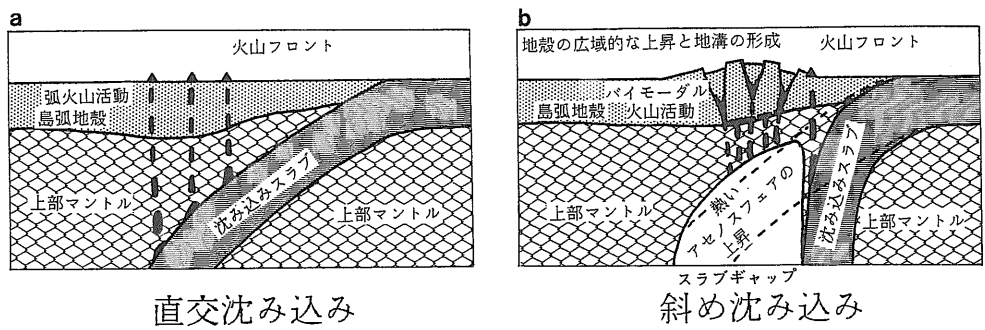 a
火山フロント
弧火山活動
島弧地殻
沈み込みスラブ
上部マントル
上部マントル
直交沈み込み
b
地殻の広域的な上昇と地溝の形成
火山フロント
バイモーダル
島弧地殻
火山活動
沈み込みスラブ
熱い
アセノスフェアの
上昇
上部マントル
上部マントル
スラブギャップ
斜め沈み込み